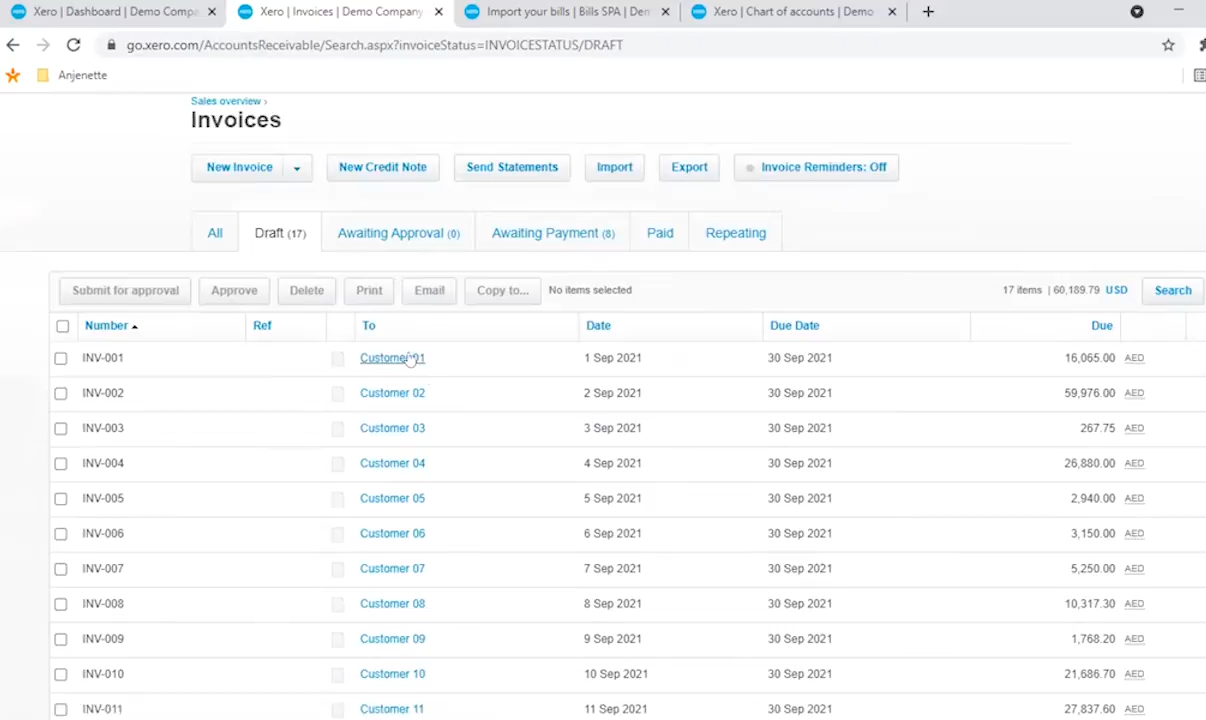 Xero | Dashboard | Demo Compa
Xero | Invoices | Demo Company
Import your bills | Bills SPA | Dem
Xero | Chart of accounts | Demo
go.xero.com/AccountsReceivable/Search.aspx?invoiceStatus=INVOICESTATUS/DRAFT
Anjenette
Sales overview ›
Invoices
New Invoice
New Credit Note
Send Statements
Import
Export
Invoice Reminders: Off
All
Draft (17)
Awaiting Approval (0)
Awaiting Payment (8)
Paid
Repeating
Submit for approval
Approve
Delete
Print
Email
Copy to...
No items selected
17 items | 60,189.79 USD
Search
Number Ref To Date Due Date Due
INV-001 Customer 01 1 Sep 2021 30 Sep 2021 16,065.00 AED
INV-002 Customer 02 2 Sep 2021 30 Sep 2021 59,976.00 AED
INV-003 Customer 03 3 Sep 2021 30 Sep 2021 267.75 AED
INV-004 Customer 04 4 Sep 2021 30 Sep 2021 26,880.00 AED
INV-005 Customer 05 5 Sep 2021 30 Sep 2021 2,940.00 AED
INV-006 Customer 06 6 Sep 2021 30 Sep 2021 3,150.00 AED
INV-007 Customer 07 7 Sep 2021 30 Sep 2021 5,250.00 AED
INV-008 Customer 08 8 Sep 2021 30 Sep 2021 10,317.30 AED
INV-009 Customer 09 9 Sep 2021 30 Sep 2021 1,768.20 AED
INV-010 Customer 10 10 Sep 2021 30 Sep 2021 21,686.70 AED
INV-011 Customer 11 11 Sep 2021 30 Sep 2021 27,837.60 AED